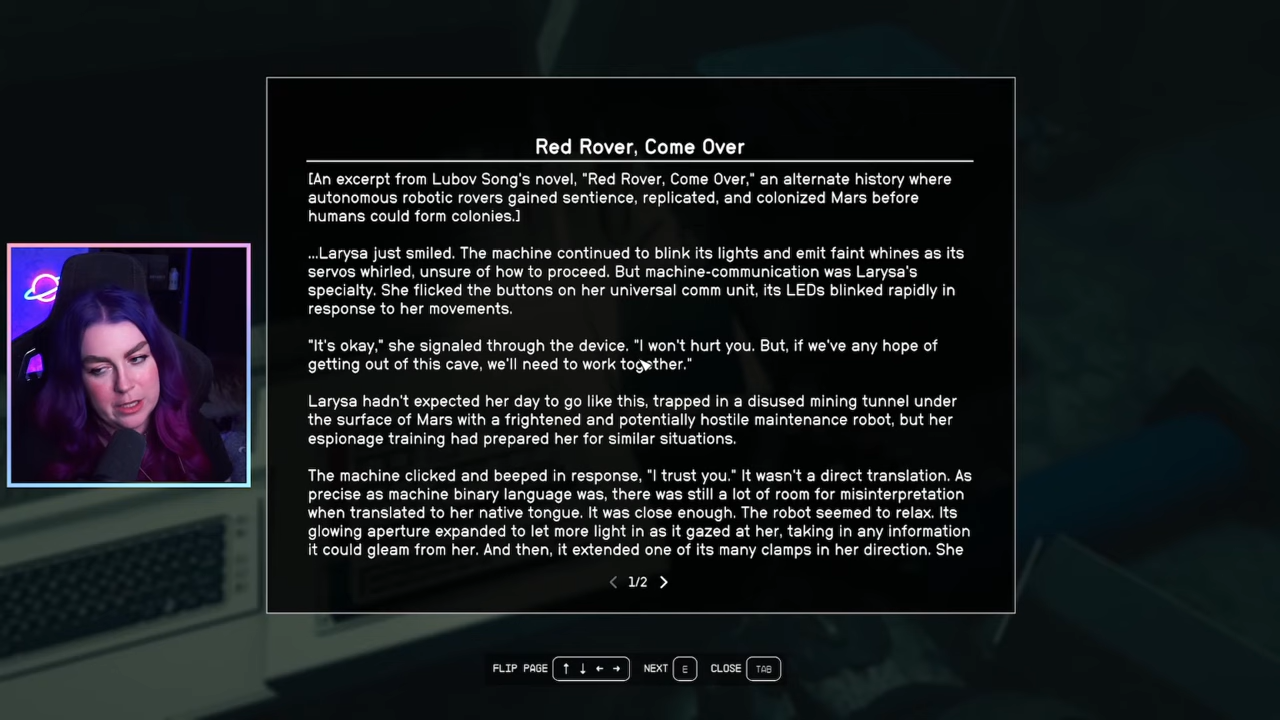 Red Rover, Come Over
[An excerpt from Lubov Song's novel, "Red Rover, Come Over," an alternate history where
autonomous robotic rovers gained sentience, replicated, and colonized Mars before
humans could form colonies.]
...Larysa just smiled. The machine continued to blink its lights and emit faint whines as its
servos whirled, unsure of how to proceed. But machine-communication was Larysa's
specialty. She flicked the buttons on her universal comm unit, its LEDs blinked rapidly in
response to her movements.
"It's okay," she signaled through the device. "I won't hurt you. But, if we've any hope of
getting out of this cave, we'll need to work together."
Larysa hadn't expected her day to go like this, trapped in a disused mining tunnel under
the surface of Mars with a frightened and potentially hostile maintenance robot, but her
espionage training had prepared her for similar situations.
The machine clicked and beeped in response, "I trust you." It wasn't a direct translation. As
precise as machine binary language was, there was still a lot of room for misinterpretation
when translated to her native tongue. It was close enough. The robot seemed to relax. Its
glowing aperture expanded to let more light in as it gazed at her, taking in any information
it could gleam from her. And then, it extended one of its many clamps in her direction. She
< 1/2 >
FLIP PAGE ↑ ↓ ← → NEXT E CLOSE TAB